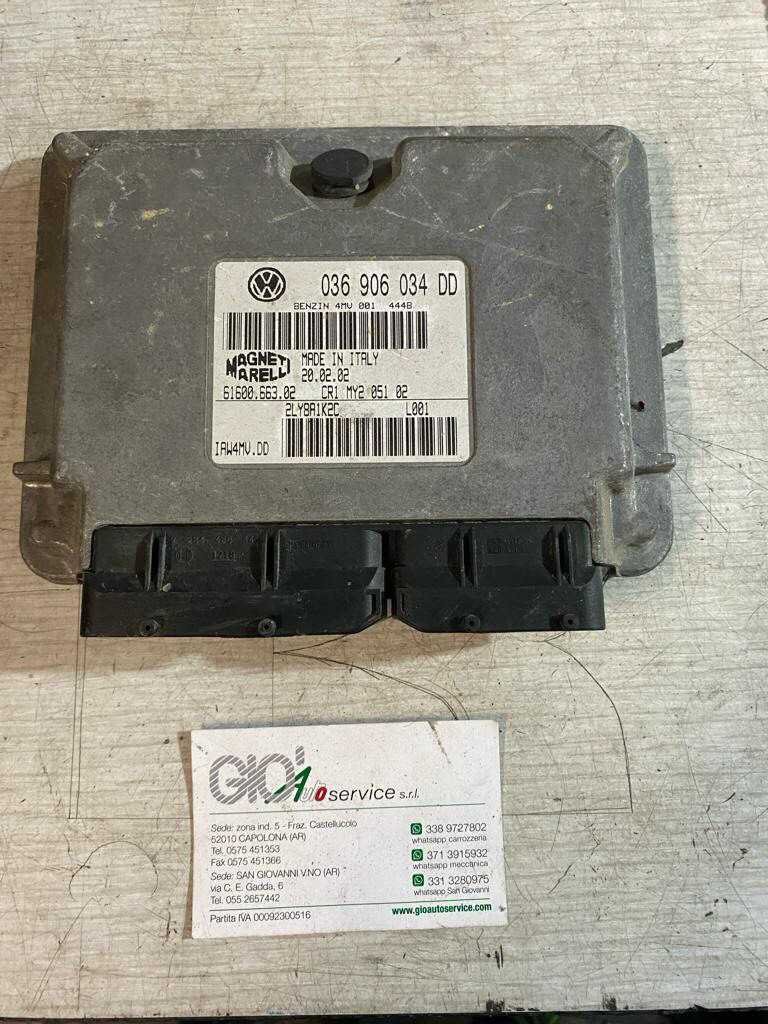 036 906 034 DD
BENZIN 4MV 001 4448
MAGNETI MARELLI
MADE IN ITALY
20.02.02
61600.663.02 CR1 MY2 051 02
2LY8A1K2C L001
IAW4MV.DD
GIO' Autoservice s.r.l.
Sede: zona ind. 5 - Fraz. Castelluccio
52010 CAPOLONA (AR)
Tel. 0575 451353
Fax 0575 451366
Sede: SAN GIOVANNI V.NO (AR)
via C. E. Gadda, 6
Tel. 055 2657442
Partita IVA 00092300516
338 9727802
whatsapp carrozzeria
371 3915932
whatsapp meccanica
331 3280975
whatsapp San Giovanni
www.gioautoservice.com